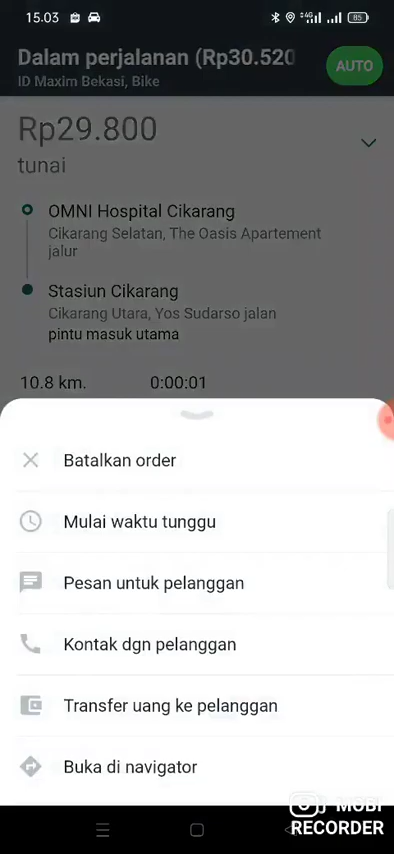 15.03
4G
85
Dalam perjalanan (Rp30.520
AUTO
ID Maxim Bekasi, Bike
Rp29.800
tunai
OMNI Hospital Cikarang
Cikarang Selatan, The Oasis Apartement
jalur
Stasiun Cikarang
Cikarang Utara, Yos Sudarso jalan
pintu masuk utama
10.8 km. 0:00:01
Batalkan order
Mulai waktu tunggu
Pesan untuk pelanggan
Kontak dgn pelanggan
Transfer uang ke pelanggan
Buka di navigator
MOBI
RECORDER